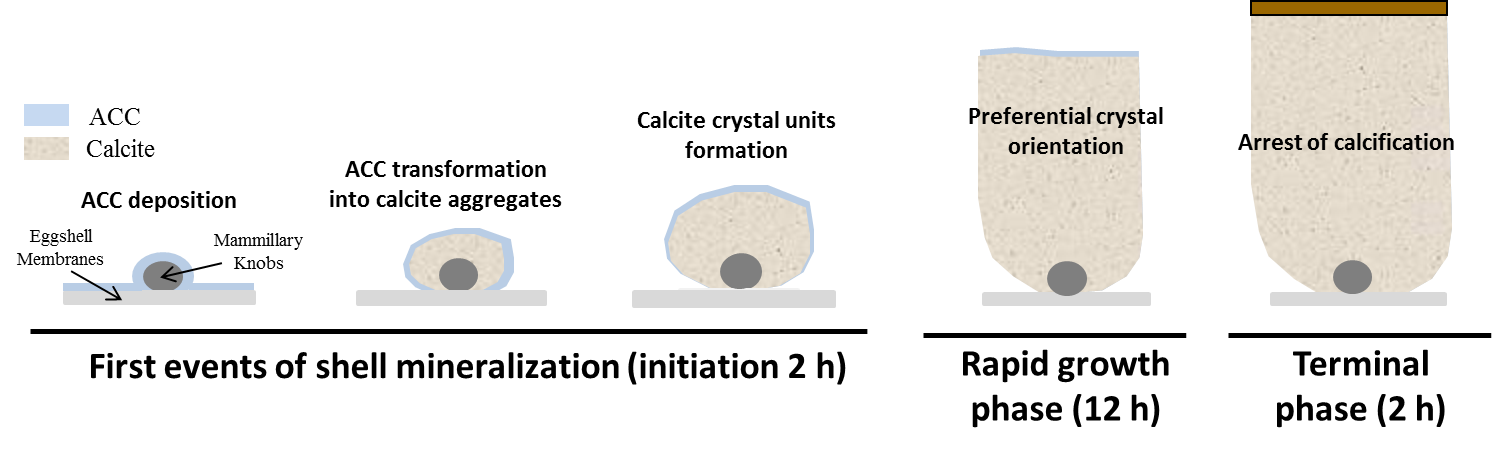 ACC
Calcite
ACC deposition
Eggshell
Membranes
Mammillary
Knobs
ACC transformation
into calcite aggregates
Calcite crystal units
formation
Preferential crystal
orientation
Arrest of calcification
First events of shell mineralization (initiation 2 h)
Rapid growth
phase (12 h)
Terminal
phase (2 h)